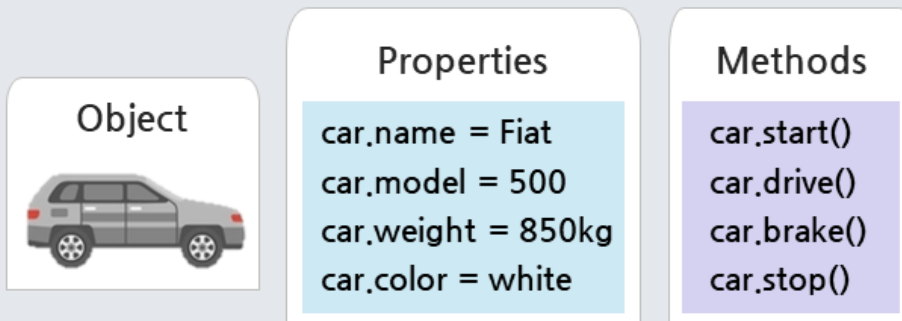 Object
Properties
car.name = Fiat
car.model = 500
car.weight = 850kg
car.color = white
Methods
car.start()
car.drive()
car.brake()
car.stop()